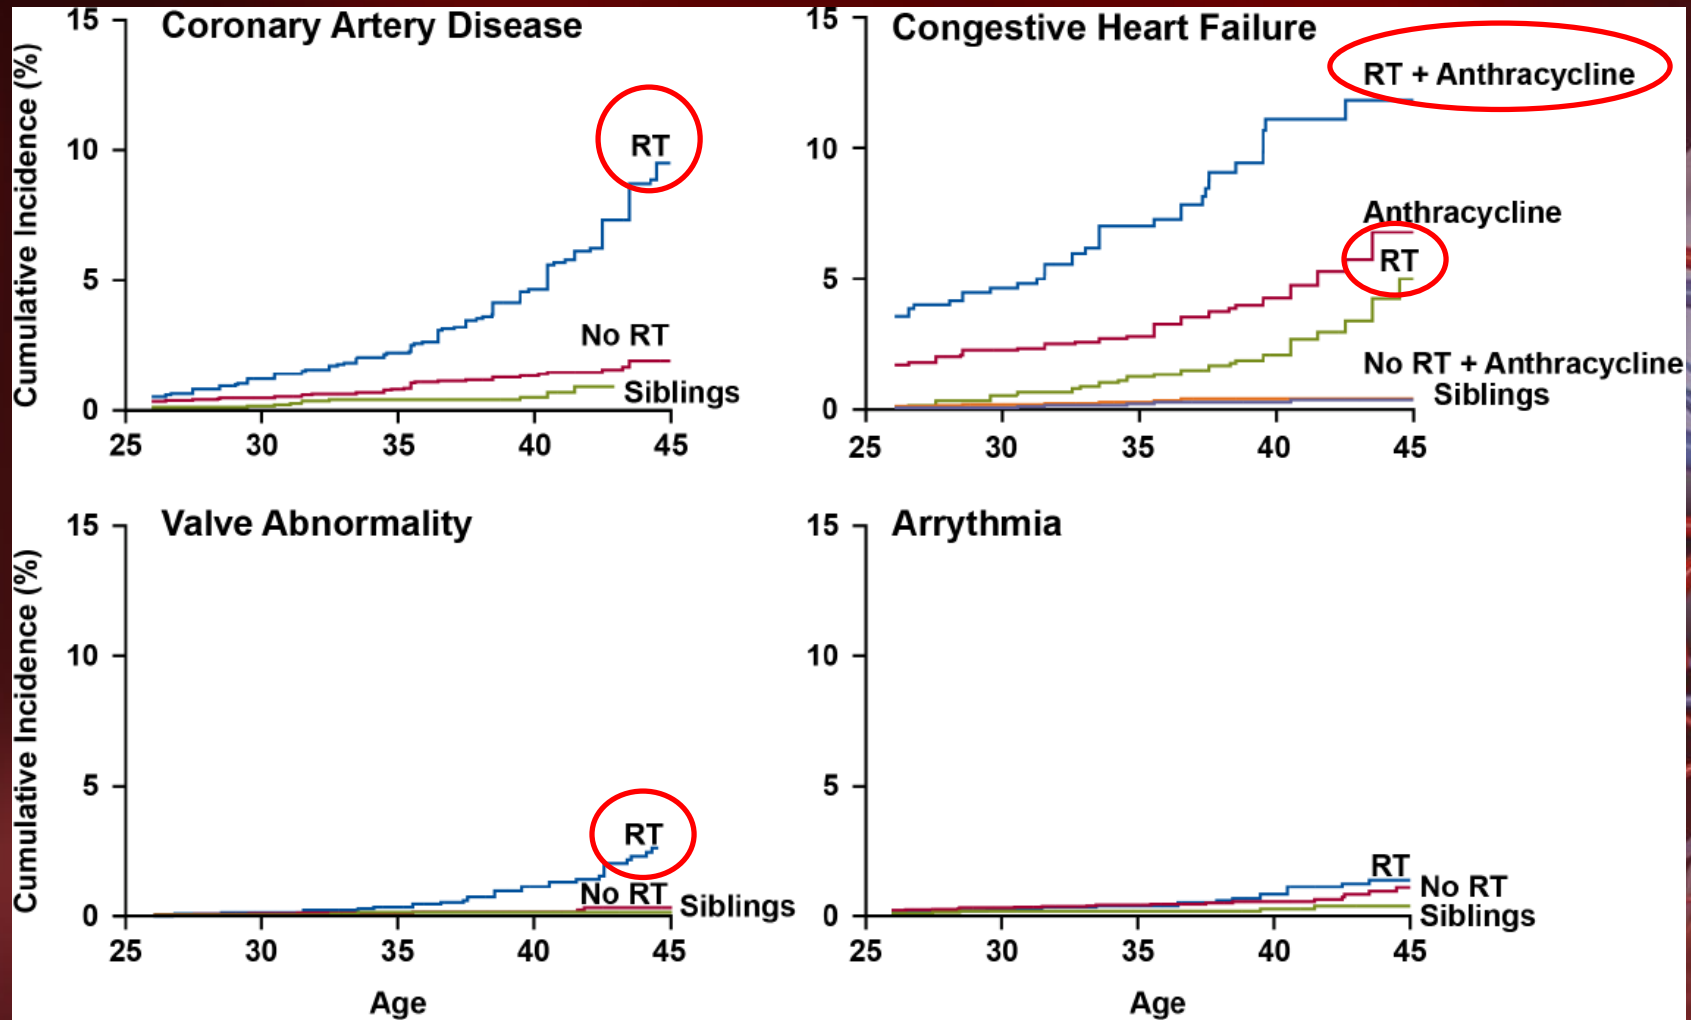 Coronary Artery Disease
Cumulative Incidence (%)
15
10
5
0
RT
No RT
Siblings
25 30 35 40 45
Congestive Heart Failure
15
10
5
0
RT + Anthracycline
Anthracycline
RT
No RT + Anthracycline
Siblings
25 30 35 40 45
Valve Abnormality
Cumulative Incidence (%)
15
10
5
0
RT
No RT
Siblings
25 30 35 40 45
Age
Arrythmia
15
10
5
0
RT
No RT
Siblings
25 30 35 40 45
Age